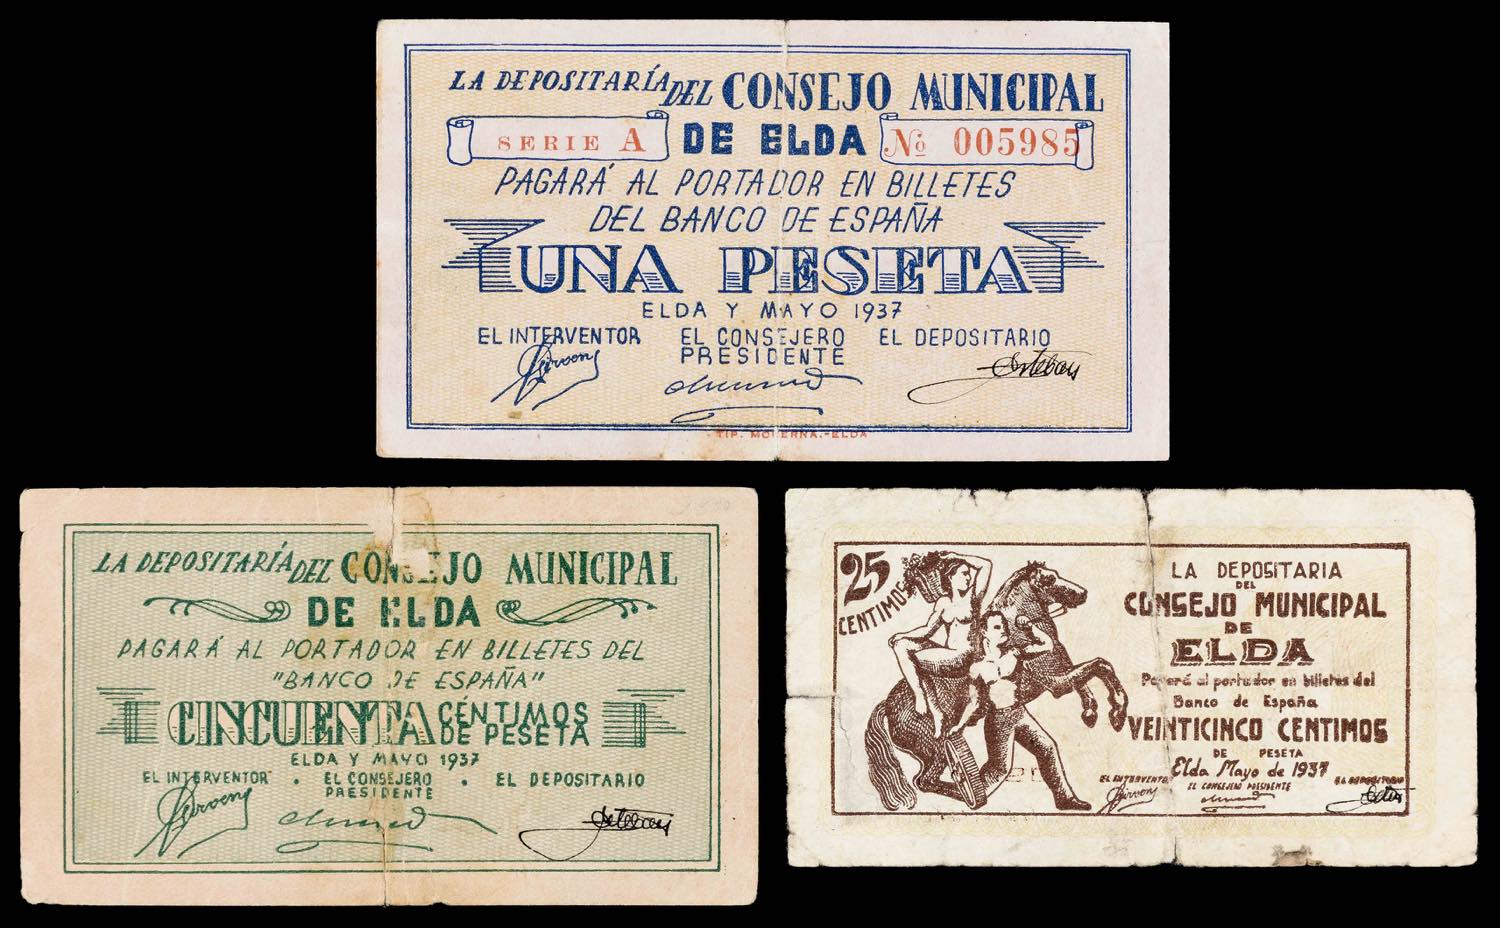 LA DEPOSITARÍA DEL CONSEJO MUNICIPAL
SERIE A DE ELDA Nº 005985
PAGARÁ AL PORTADOR EN BILLETES
DEL BANCO DE ESPAÑA
UNA PESETA
ELDA Y MAYO 1937
EL INTERVENTOR EL CONSEJERO EL DEPOSITARIO
PRESIDENTE
Esteban
TIP. MODERNA.-ELDA
LA DEPOSITARÍA DEL CONSEJO MUNICIPAL
DE ELDA
PAGARÁ AL PORTADOR EN BILLETES DEL
"BANCO DE ESPAÑA"
CINCUENTA CÉNTIMOS
DE PESETA
ELDA Y MAYO 1937
EL INTERVENTOR • EL CONSEJERO • EL DEPOSITARIO
PRESIDENTE
Esteban
25
CENTIMOS
LA DEPOSITARIA
DEL
CONSEJO MUNICIPAL
DE
ELDA
Pagará al portador en billetes del
Banco de España
VEINTICINCO CENTIMOS
DE PESETA
Elda Mayo de 1937
EL INTERVENTOR EL CONSEJERO PRESIDENTE EL DEPOSITARIO